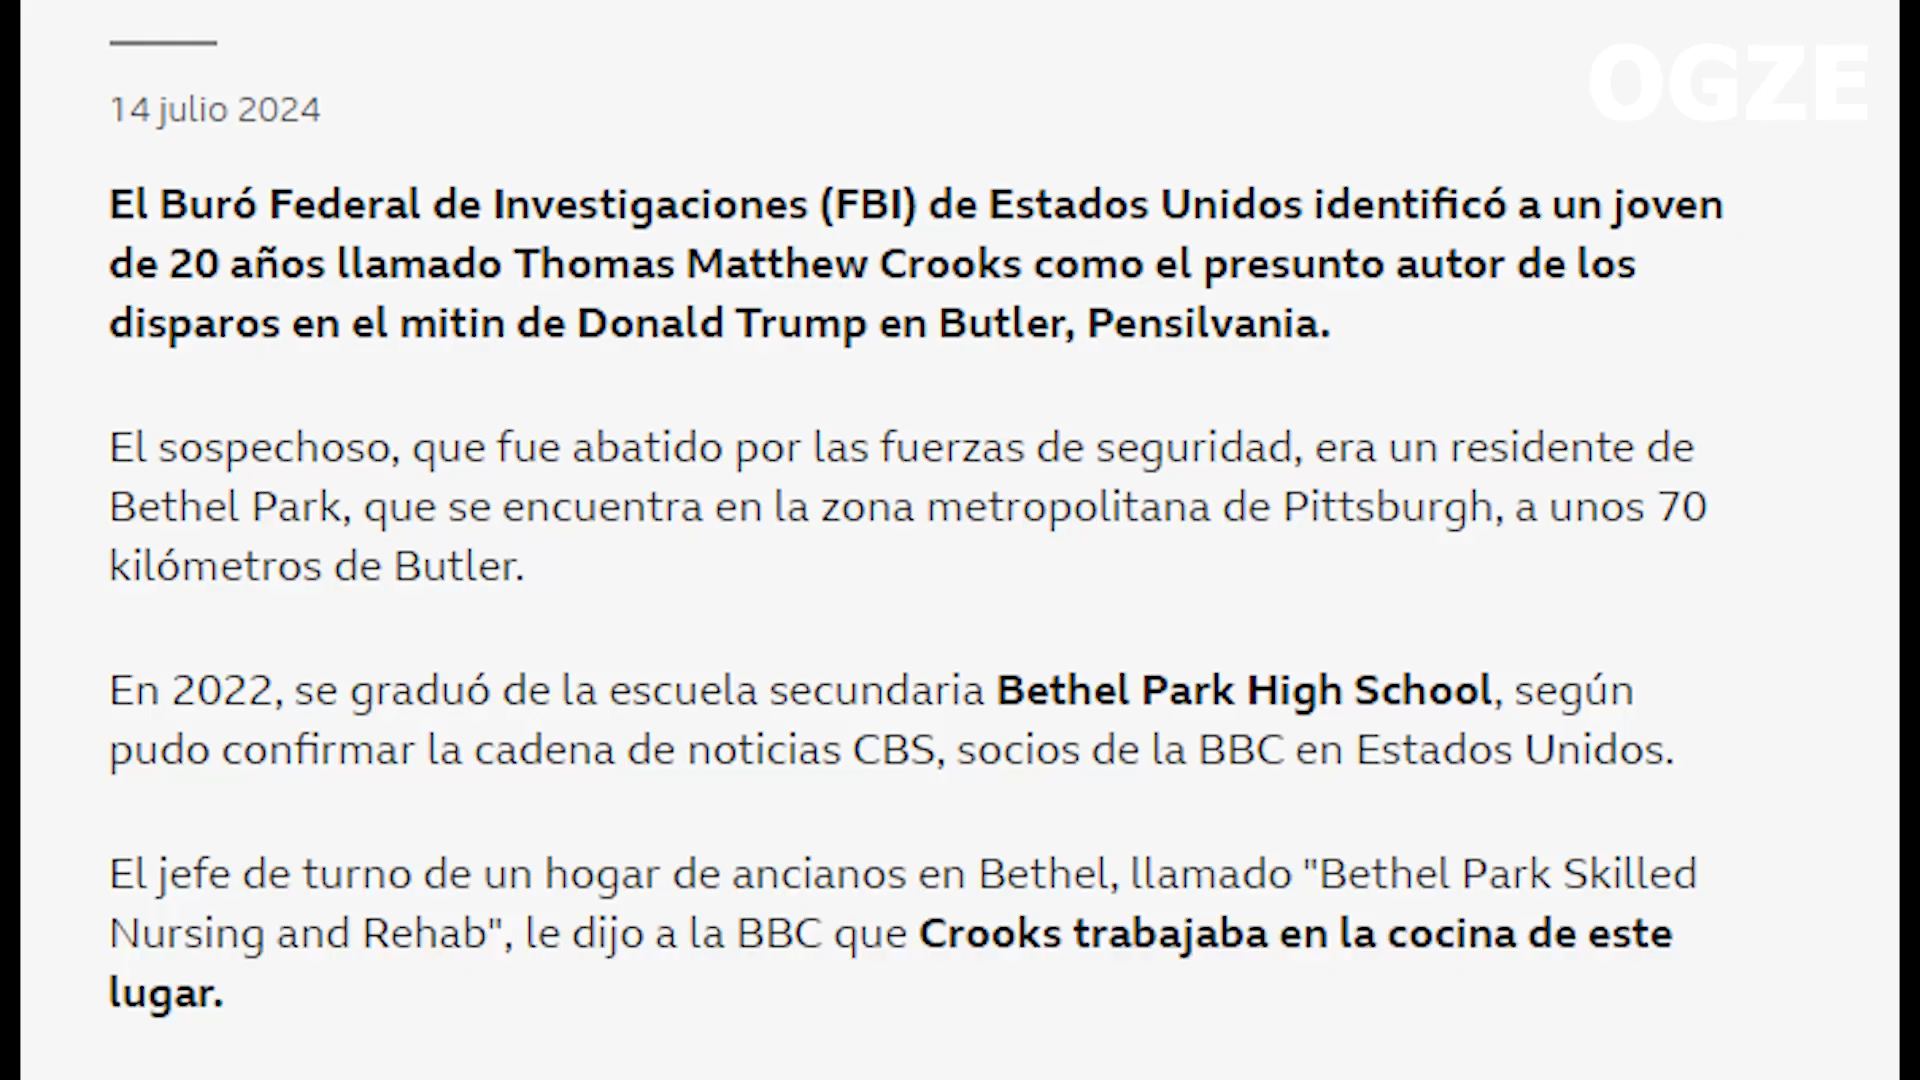 OGZE
14 julio 2024
El Buró Federal de Investigaciones (FBI) de Estados Unidos identificó a un joven
de 20 años llamado Thomas Matthew Crooks como el presunto autor de los
disparos en el mitin de Donald Trump en Butler, Pensilvania.
El sospechoso, que fue abatido por las fuerzas de seguridad, era un residente de
Bethel Park, que se encuentra en la zona metropolitana de Pittsburgh, a unos 70
kilómetros de Butler.
En 2022, se graduó de la escuela secundaria Bethel Park High School, según
pudo confirmar la cadena de noticias CBS, socios de la BBC en Estados Unidos.
El jefe de turno de un hogar de ancianos en Bethel, llamado "Bethel Park Skilled
Nursing and Rehab", le dijo a la BBC que Crooks trabajaba en la cocina de este
lugar.